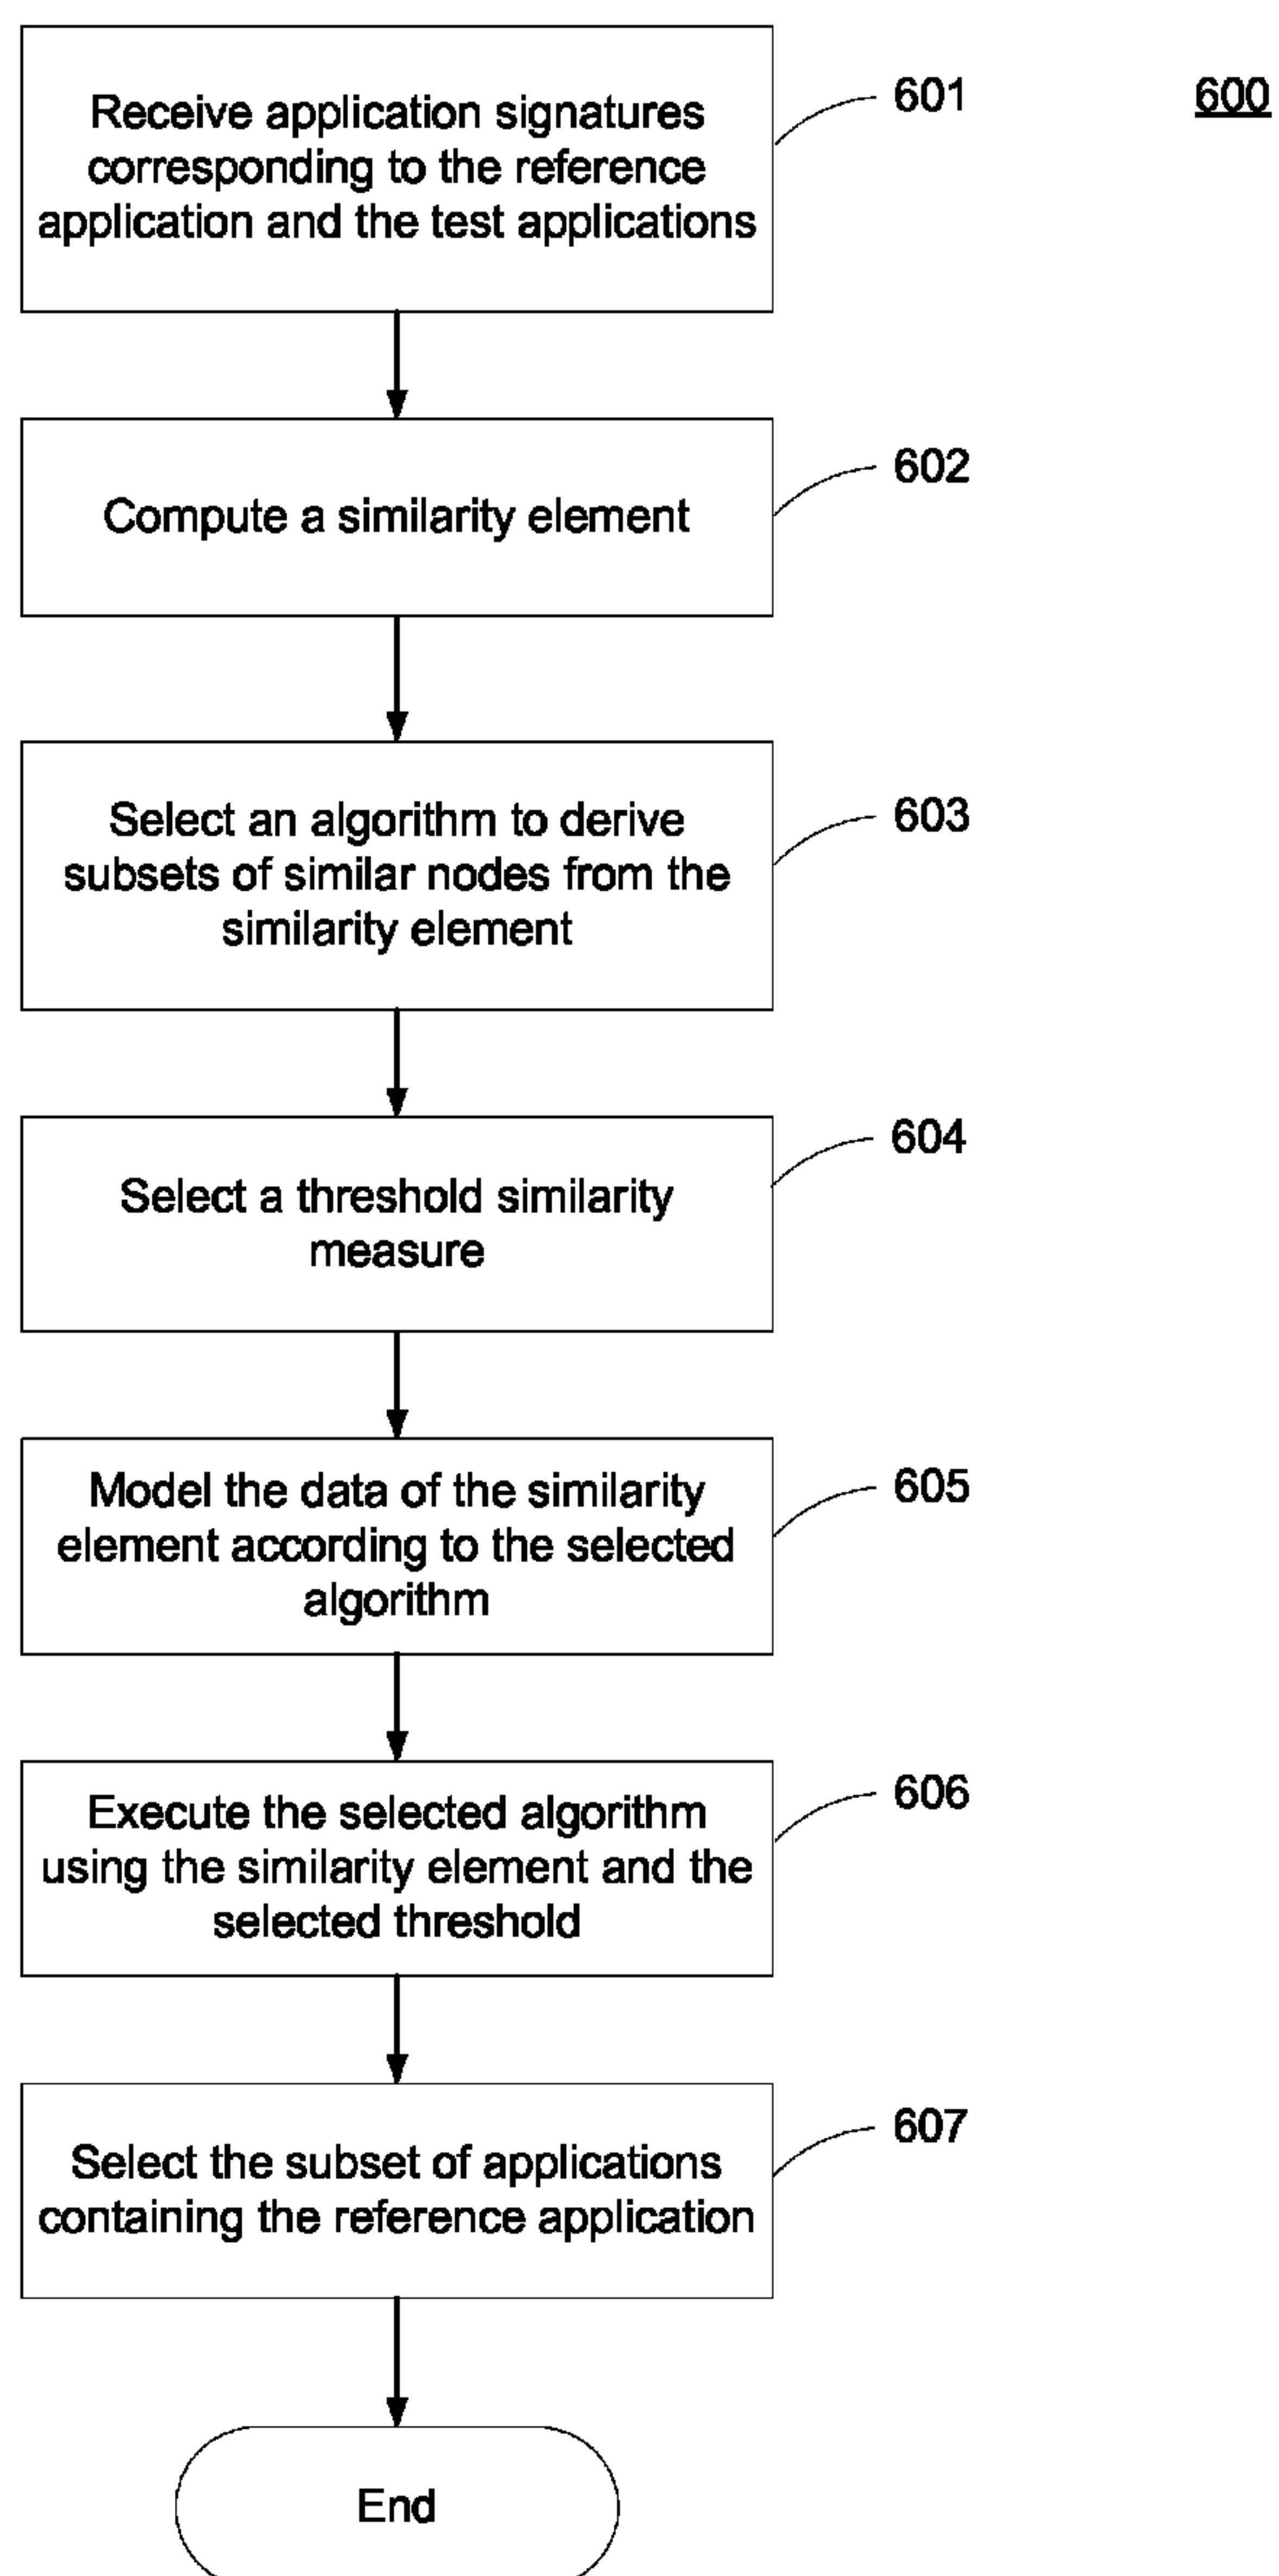 Receive application signatures
corresponding to the reference
application and the test applications
601
600
Compute a similarity element
602
Select an algorithm to derive
subsets of similar nodes from the
similarity element
603
Select a threshold similarity
measure
604
Model the data of the similarity
element according to the selected
algorithm
605
Execute the selected algorithm
using the similarity element and the
selected threshold
606
Select the subset of applications
containing the reference application
607
End